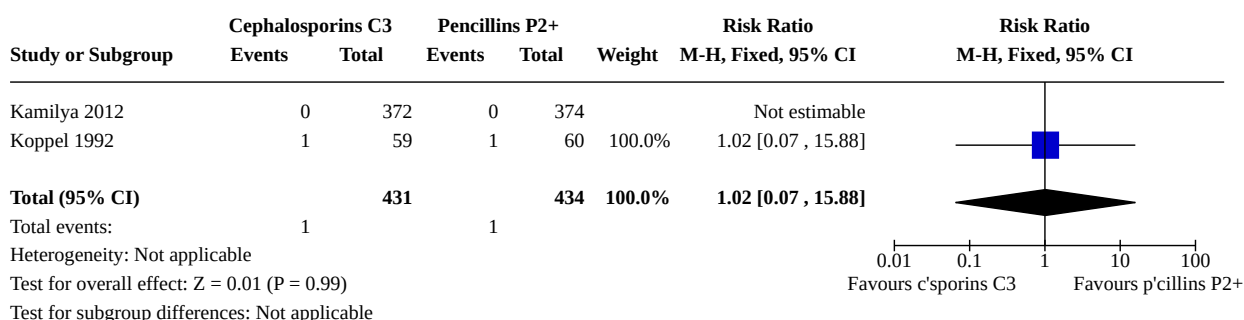 Cephalosporins C3 Pencillins P2+ Risk Ratio Risk Ratio
Study or Subgroup Events Total Events Total Weight M-H, Fixed, 95% CI M-H, Fixed, 95% CI
Kamilya 2012 0 372 0 374 Not estimable
Koppel 1992 1 59 1 60 100.0% 1.02 [0.07 , 15.88]
Total (95% CI) 431 434 100.0% 1.02 [0.07 , 15.88]
Total events: 1 1
Heterogeneity: Not applicable
0.01 0.1 1 10 100
Test for overall effect: Z = 0.01 (P = 0.99)
Favours c'sporins C3 Favours p'cillins P2+
Test for subgroup differences: Not applicable